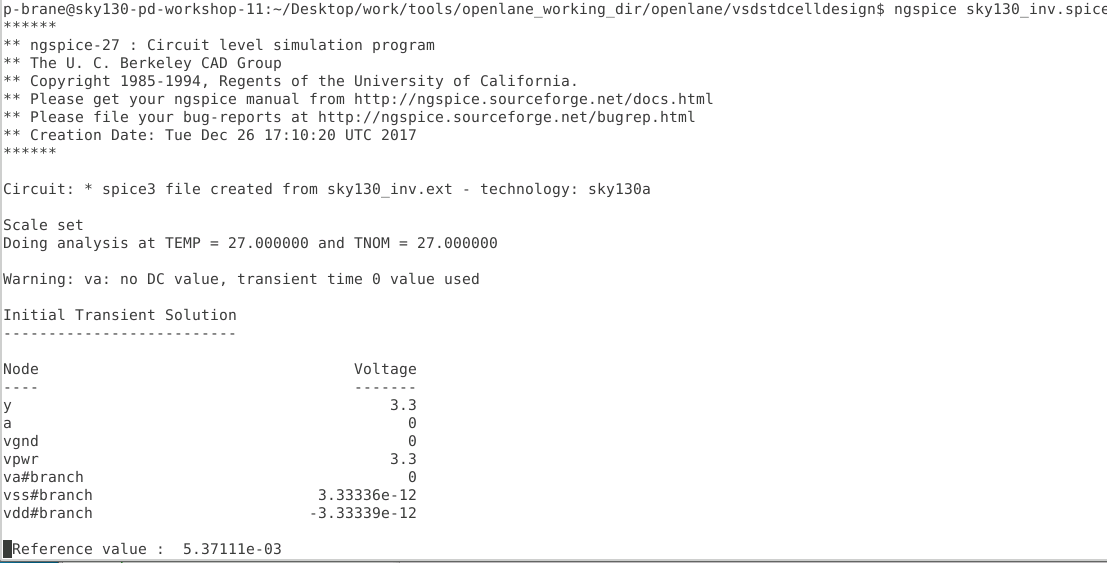 p-brane@sky130-pd-workshop-11:~/Desktop/work/tools/openlane_working_dir/openlane/vsdstdcelldesign$ ngspice sky130_inv.spice
******
** ngspice-27 : Circuit level simulation program
** The U. C. Berkeley CAD Group
** Copyright 1985-1994, Regents of the University of California.
** Please get your ngspice manual from http://ngspice.sourceforge.net/docs.html
** Please file your bug-reports at http://ngspice.sourceforge.net/bugrep.html
** Creation Date: Tue Dec 26 17:10:20 UTC 2017
******
Circuit: * spice3 file created from sky130_inv.ext - technology: sky130a
Scale set
Doing analysis at TEMP = 27.000000 and TNOM = 27.000000
Warning: va: no DC value, transient time 0 value used
Initial Transient Solution
--------------------------
Node                                   Voltage
----                                   -------
y                                          3.3
a                                            0
vgnd                                         0
vpwr                                       3.3
va#branch                                    0
vss#branch                         3.33336e-12
vdd#branch                        -3.33339e-12
Reference value :  5.37111e-03